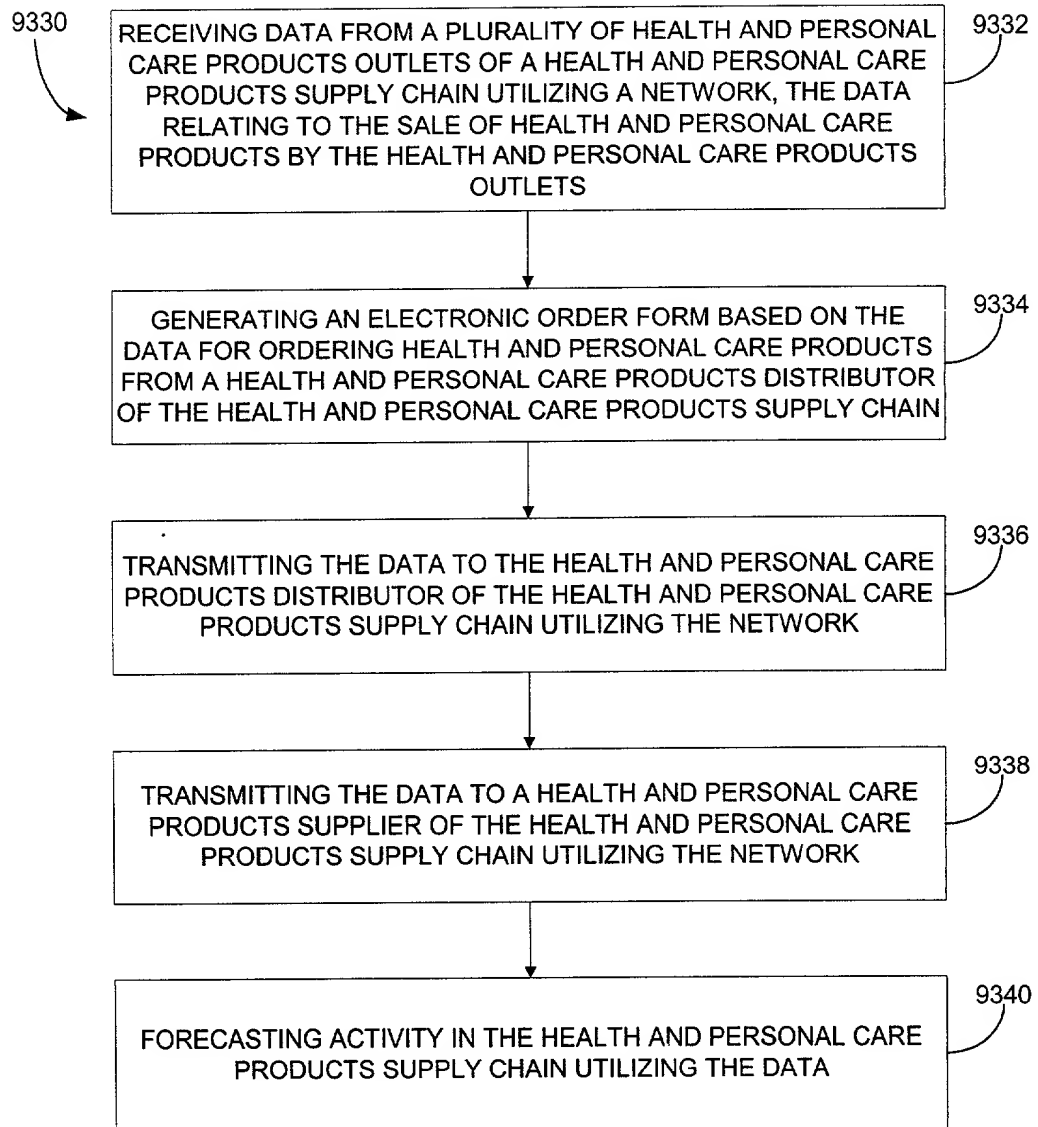 9330
RECEIVING DATA FROM A PLURALITY OF HEALTH AND PERSONAL
CARE PRODUCTS OUTLETS OF A HEALTH AND PERSONAL CARE
PRODUCTS SUPPLY CHAIN UTILIZING A NETWORK, THE DATA
RELATING TO THE SALE OF HEALTH AND PERSONAL CARE
PRODUCTS BY THE HEALTH AND PERSONAL CARE PRODUCTS
OUTLETS
9332
GENERATING AN ELECTRONIC ORDER FORM BASED ON THE
DATA FOR ORDERING HEALTH AND PERSONAL CARE PRODUCTS
FROM A HEALTH AND PERSONAL CARE PRODUCTS DISTRIBUTOR
OF THE HEALTH AND PERSONAL CARE PRODUCTS SUPPLY CHAIN
9334
TRANSMITTING THE DATA TO THE HEALTH AND PERSONAL CARE
PRODUCTS DISTRIBUTOR OF THE HEALTH AND PERSONAL CARE
PRODUCTS SUPPLY CHAIN UTILIZING THE NETWORK
9336
TRANSMITTING THE DATA TO A HEALTH AND PERSONAL CARE
PRODUCTS SUPPLIER OF THE HEALTH AND PERSONAL CARE
PRODUCTS SUPPLY CHAIN UTILIZING THE NETWORK
9338
FORECASTING ACTIVITY IN THE HEALTH AND PERSONAL CARE
PRODUCTS SUPPLY CHAIN UTILIZING THE DATA
9340